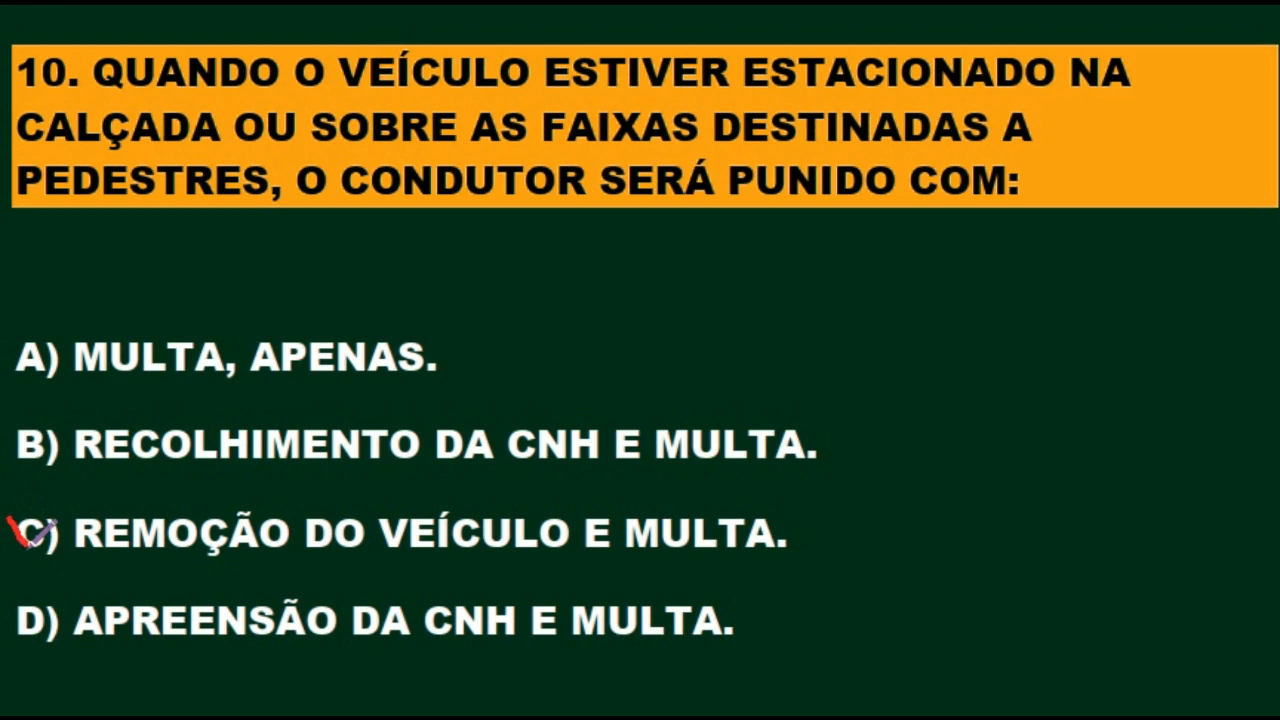 10. QUANDO O VEÍCULO ESTIVER ESTACIONADO NA
CALÇADA OU SOBRE AS FAIXAS DESTINADAS A
PEDESTRES, O CONDUTOR SERÁ PUNIDO COM:
A) MULTA, APENAS.
B) RECOLHIMENTO DA CNH E MULTA.
C) REMOÇÃO DO VEÍCULO E MULTA.
D) APREENSÃO DA CNH E MULTA.